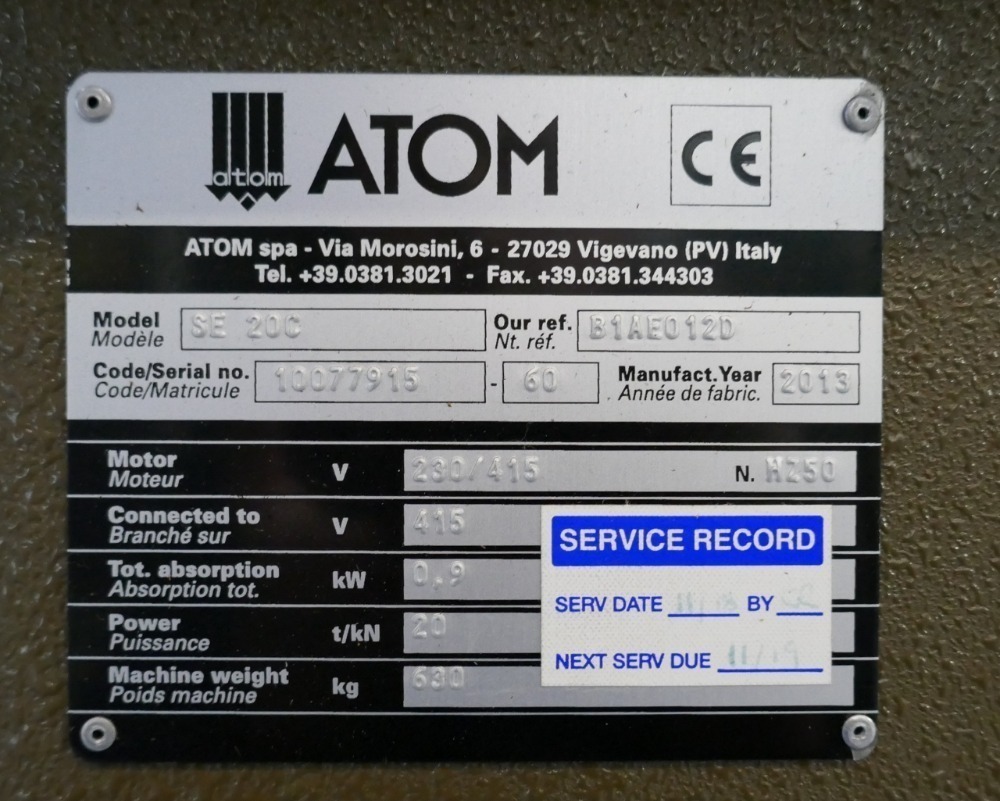 atom ATOM CE
ATOM spa - Via Morosini, 6 - 27029 Vigevano (PV) Italy
Tel. +39.0381.3021 - Fax. +39.0381.344303
Model SE 20C Our ref. B1AE012D
Modèle Nt. réf.
Code/Serial no. 10077915 - 60 Manufact.Year 2013
Code/Matricule Année de fabric.
Motor V 230/415 N. HZ50
Moteur
Connected to V 415
Branché sur
Tot. absorption kW 0,9
Absorption tot.
Power t/kN 20
Puissance
Machine weight kg 630
Poids machine
SERVICE RECORD
SERV DATE 11/18 BY
NEXT SERV DUE 11/19